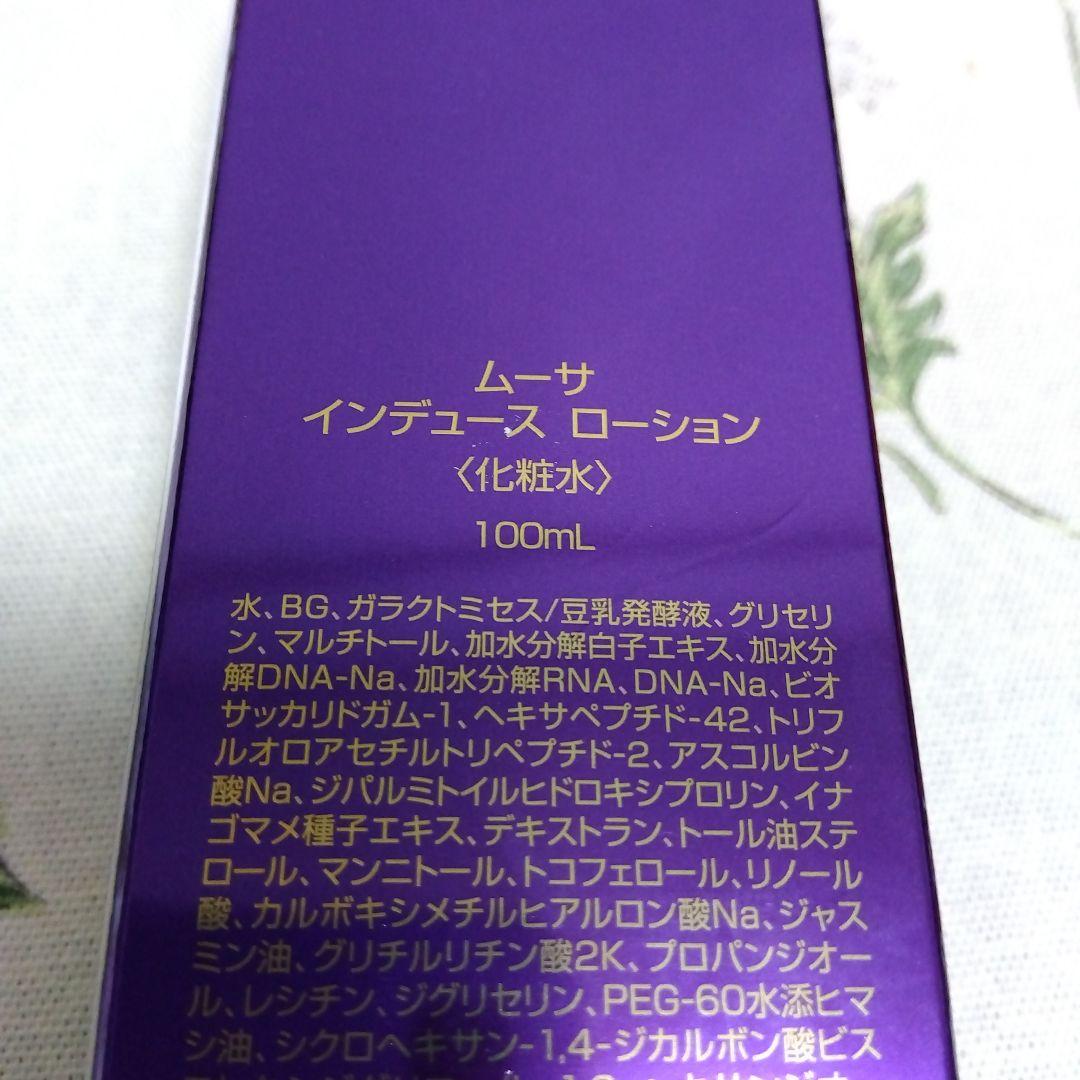 ムーサ
インデュース ローション
〈化粧水〉
100mL
水、BG、ガラクトミセス/豆乳発酵液、グリセリ
ン、マルチトール、加水分解白子エキス、加水分
解DNA-Na、加水分解RNA、DNA-Na、ビオ
サッカリドガム-1、ヘキサペプチド-42、トリフ
ルオロアセチルトリペプチド-2、アスコルビン
酸Na、ジパルミトイルヒドロキシプロリン、イナ
ゴマメ種子エキス、デキストラン、トール油ステ
ロール、マンニトール、トコフェロール、リノール
酸、カルボキシメチルヒアルロン酸Na、ジャス
ミン油、グリチルリチン酸2K、プロパンジオー
ル、レシチン、ジグリセリン、PEG-60水添ヒマ
シ油、シクロヘキサン-1,4-ジカルボン酸ビス